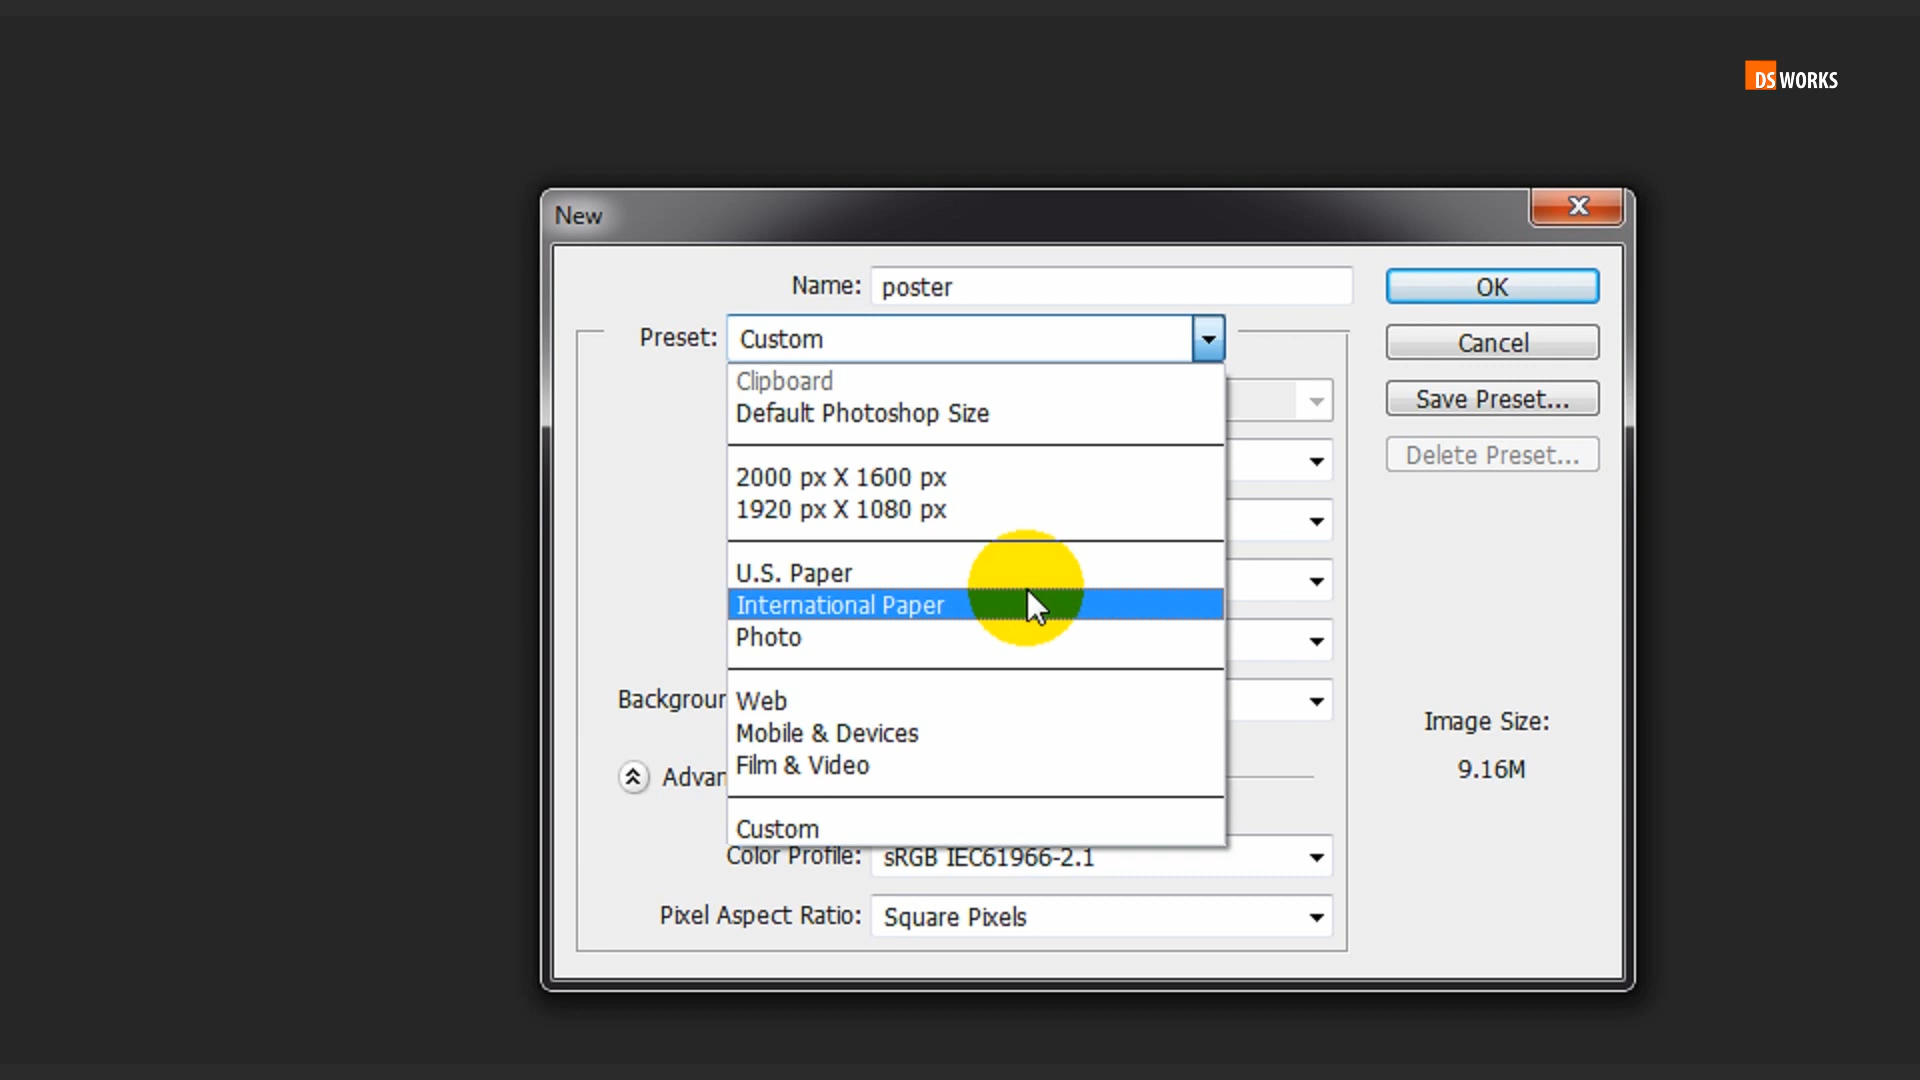 DS WORKS
New
Name: poster
OK
Preset: Custom
Cancel
Clipboard
Default Photoshop Size
Save Preset...
Delete Preset...
2000 px X 1600 px
1920 px X 1080 px
U.S. Paper
International Paper
Photo
Backgroun
Web
Mobile & Devices
Film & Video
Image Size:
9.16M
Advan
Custom
Color Profile: sRGB IEC61966-2.1
Pixel Aspect Ratio: Square Pixels